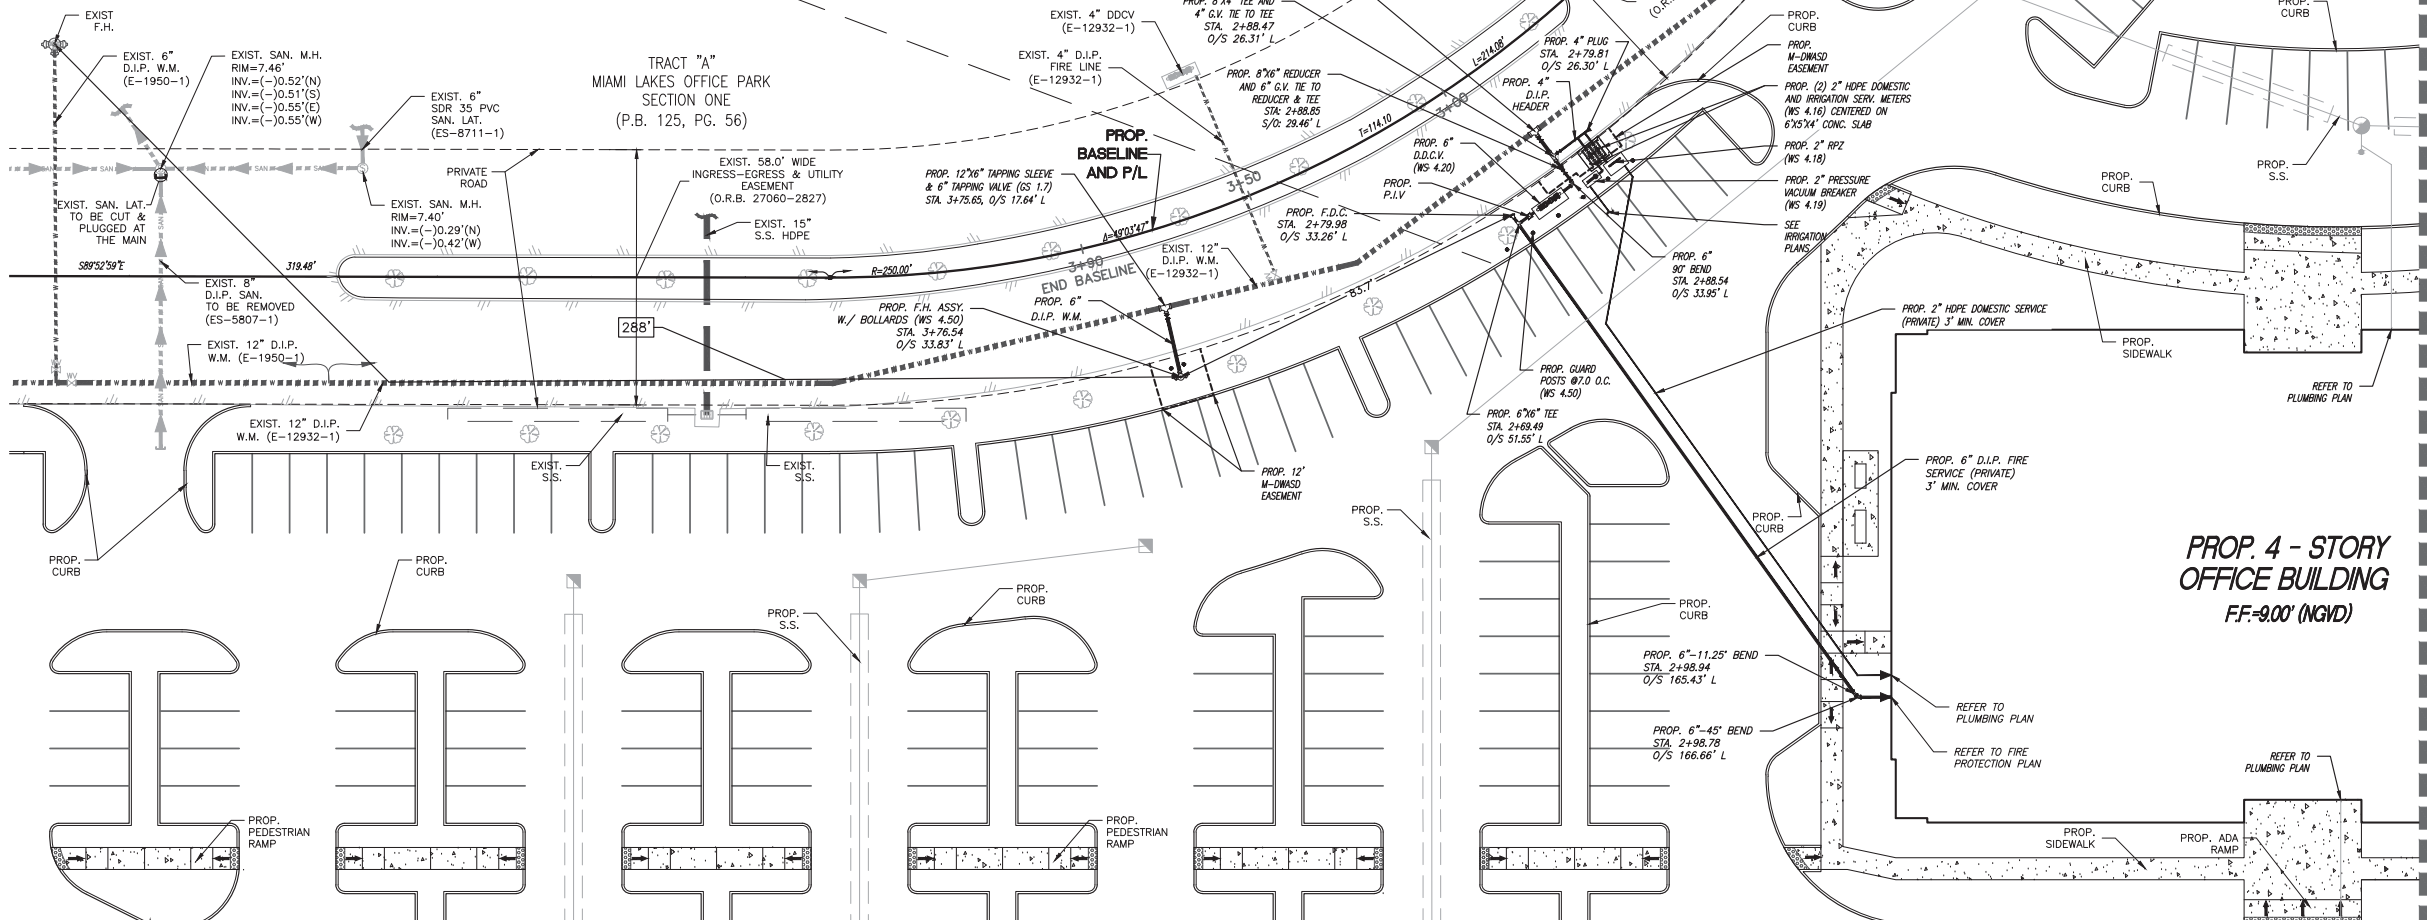 EXIST
F.H.
EXIST. 6"
D.I.P. W.M.
(E-1950-1)
EXIST. SAN. M.H.
RIM=7.46'
INV.=(-)0.52'(N)
INV.=(-)0.51'(S)
INV.=(-)0.55'(E)
INV.=(-)0.55'(W)
EXIST. 6"
SDR 35 PVC
SAN. LAT.
(ES-8711-1)
TRACT "A"
MIAMI LAKES OFFICE PARK
SECTION ONE
(P.B. 125, PG. 56)
PRIVATE
ROAD
EXIST. SAN. LAT.
TO BE CUT &
PLUGGED AT
THE MAIN
EXIST. SAN. M.H.
RIM=7.40'
INV.=(-)0.29'(N)
INV.=(-)0.42'(W)
EXIST. 58.0' WIDE
INGRESS-EGRESS & UTILITY
EASEMENT
(O.R.B. 27060-2827)
EXIST. 15"
S.S. HDPE
S89°52'59"E
319.48'
EXIST. 8"
D.I.P. SAN.
TO BE REMOVED
(ES-5807-1)
EXIST. 12" D.I.P.
W.M. (E-1950-1)
EXIST. 12" D.I.P.
W.M. (E-12932-1)
288'
R=250.00'
EXIST.
S.S.
EXIST.
S.S.
EXIST. 4" DDCV
(E-12932-1)
EXIST. 4" D.I.P.
FIRE LINE
(E-12932-1)
PROP. 8"X4" TEE AND
4" G.V. TIE TO TEE
STA. 2+88.47
O/S 26.31' L
PROP. 8"X6" REDUCER
AND 6" G.V. TIE TO
REDUCER & TEE
STA: 2+88.85
S/O: 29.46' L
PROP.
BASELINE
AND P/L
PROP. 12"X6" TAPPING SLEEVE
& 6" TAPPING VALVE (GS 1.7)
STA. 3+75.65, O/S 17.64' L
L=214.08'
T=114.10
Δ=49°03'47"
3+00
3+50
3+90
END BASELINE
PROP. 4" PLUG
STA. 2+79.81
O/S 26.30' L
PROP. 4"
D.I.P.
HEADER
PROP. 6"
D.D.C.V.
(WS 4.20)
PROP.
P.I.V
PROP. F.D.C.
STA. 2+79.98
O/S 33.26' L
EXIST. 12"
D.I.P. W.M.
(E-12932-1)
PROP. 6"
D.I.P. W.M.
PROP. F.H. ASSY.
W./ BOLLARDS (WS 4.50)
STA. 3+76.54
O/S 33.83' L
83.7'
PROP.
CURB
PROP.
M-DWASD
EASEMENT
PROP. (2) 2" HDPE DOMESTIC
AND IRRIGATION SERV. METERS
(WS 4.16) CENTERED ON
6'X5'X4' CONC. SLAB
PROP. 2" RPZ
(WS 4.18)
PROP. 2" PRESSURE
VACUUM BREAKER
(WS 4.19)
SEE
IRRIGATION
PLANS
PROP. 6"
90° BEND
STA. 2+88.54
O/S 33.95' L
PROP. 2" HDPE DOMESTIC SERVICE
(PRIVATE) 3' MIN. COVER
PROP. GUARD
POSTS @7.0 O.C.
(WS 4.50)
PROP. 6"X6" TEE
STA. 2+69.49
O/S 51.55' L
PROP. 12'
M-DWASD
EASEMENT
PROP.
S.S.
PROP.
CURB
PROP.
CURB
PROP.
S.S.
PROP.
CURB
PROP.
SIDEWALK
REFER TO
PLUMBING PLAN
PROP. 6" D.I.P. FIRE
SERVICE (PRIVATE)
3' MIN. COVER
PROP. 4 - STORY
OFFICE BUILDING
F.F.=9.00' (NGVD)
PROP.
CURB
PROP.
CURB
PROP.
CURB
PROP.
S.S.
PROP.
CURB
PROP. 6"-11.25° BEND
STA. 2+98.94
O/S 165.43' L
PROP. 6"-45° BEND
STA. 2+98.78
O/S 166.66' L
REFER TO
PLUMBING PLAN
REFER TO FIRE
PROTECTION PLAN
REFER TO
PLUMBING PLAN
PROP.
PEDESTRIAN
RAMP
PROP.
PEDESTRIAN
RAMP
PROP.
SIDEWALK
PROP. ADA
RAMP